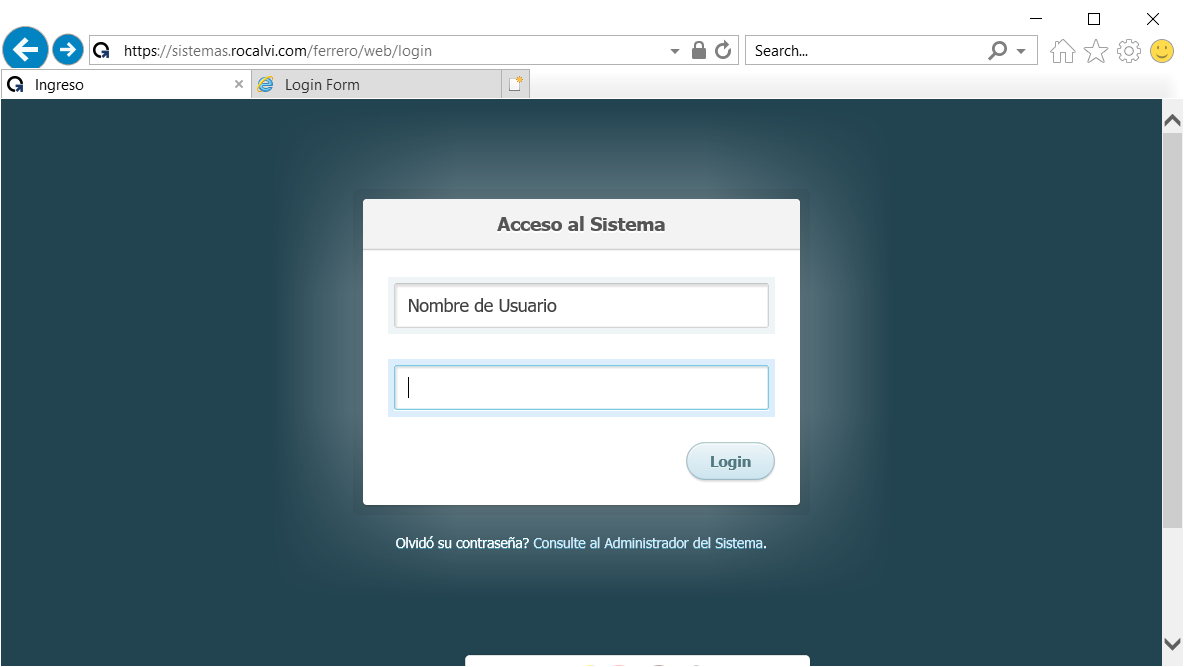 https://sistemas.rocalvi.com/ferrero/web/login
Search...
Ingreso
Login Form
Acceso al Sistema
Nombre de Usuario
Login
Olvidó su contraseña? Consulte al Administrador del Sistema.